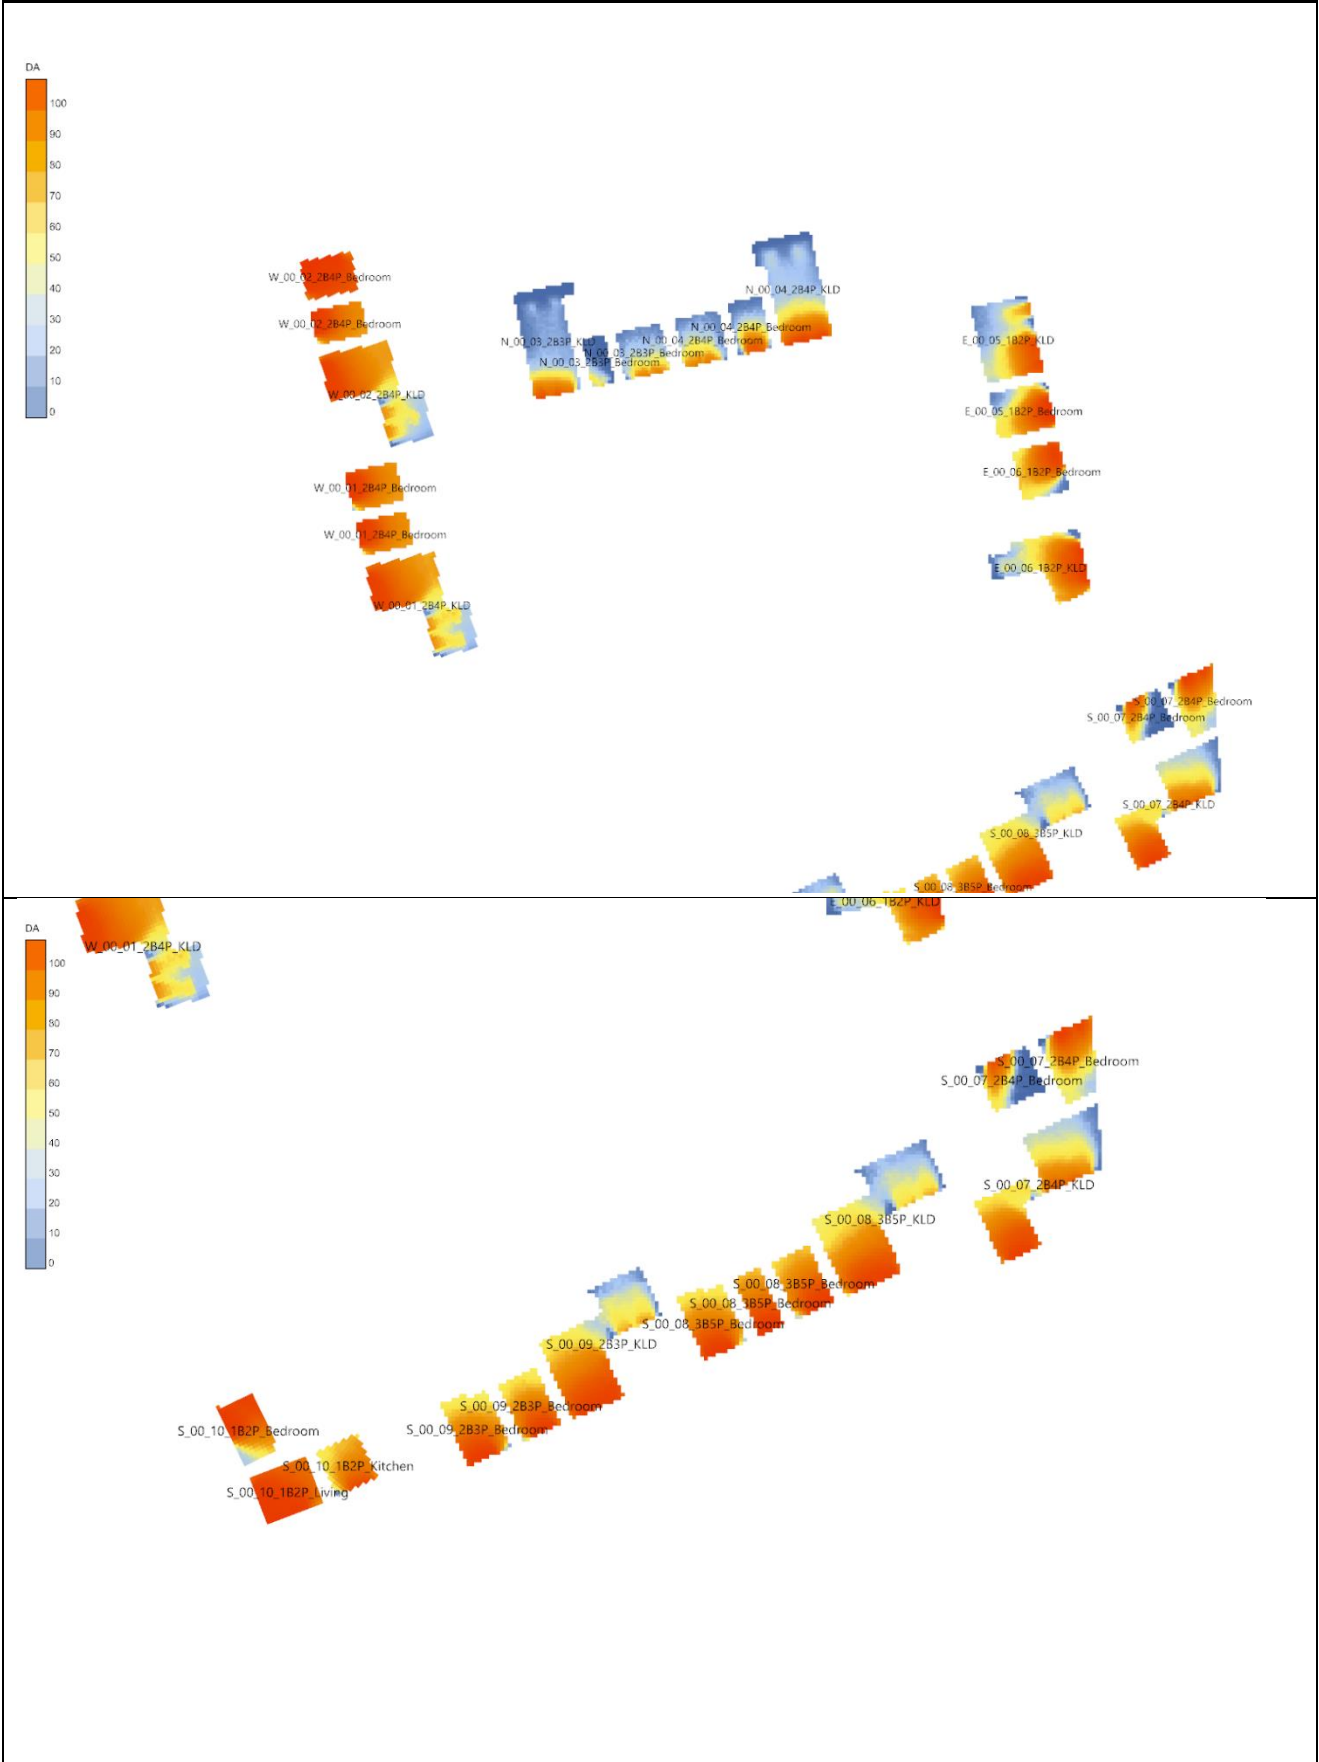 DA
100
90
80
70
60
50
40
30
20
10
0
W_00_02_2B4P_Bedroom
W_00_02_2B4P_Bedroom
W_00_02_2B4P_KLD
W_00_01_2B4P_Bedroom
W_00_01_2B4P_Bedroom
W_00_01_2B4P_KLD
N_00_03_2B3P_KLD
N_00_03_2B3P_Bedroom
N_00_03_2B3P_Bedroom
N_00_04_2B4P_Bedroom
N_00_04_2B4P_Bedroom
N_00_04_2B4P_KLD
E_00_05_1B2P_KLD
E_00_05_1B2P_Bedroom
E_00_06_1B2P_Bedroom
E_00_06_1B2P_KLD
S_00_07_2B4P_Bedroom
S_00_07_2B4P_Bedroom
S_00_07_2B4P_KLD
S_00_08_3B5P_KLD
S_00_08_3B5P_Bedroom
DA
100
90
80
70
60
50
40
30
20
10
0
W_00_01_2B4P_KLD
E_00_06_1B2P_KLD
S_00_07_2B4P_Bedroom
S_00_07_2B4P_Bedroom
S_00_07_2B4P_KLD
S_00_08_3B5P_KLD
S_00_08_3B5P_Bedroom
S_00_08_3B5P_Bedroom
S_00_08_3B5P_Bedroom
S_00_09_2B3P_KLD
S_00_09_2B3P_Bedroom
S_00_09_2B3P_Bedroom
S_00_10_1B2P_Bedroom
S_00_10_1B2P_Kitchen
S_00_10_1B2P_Living